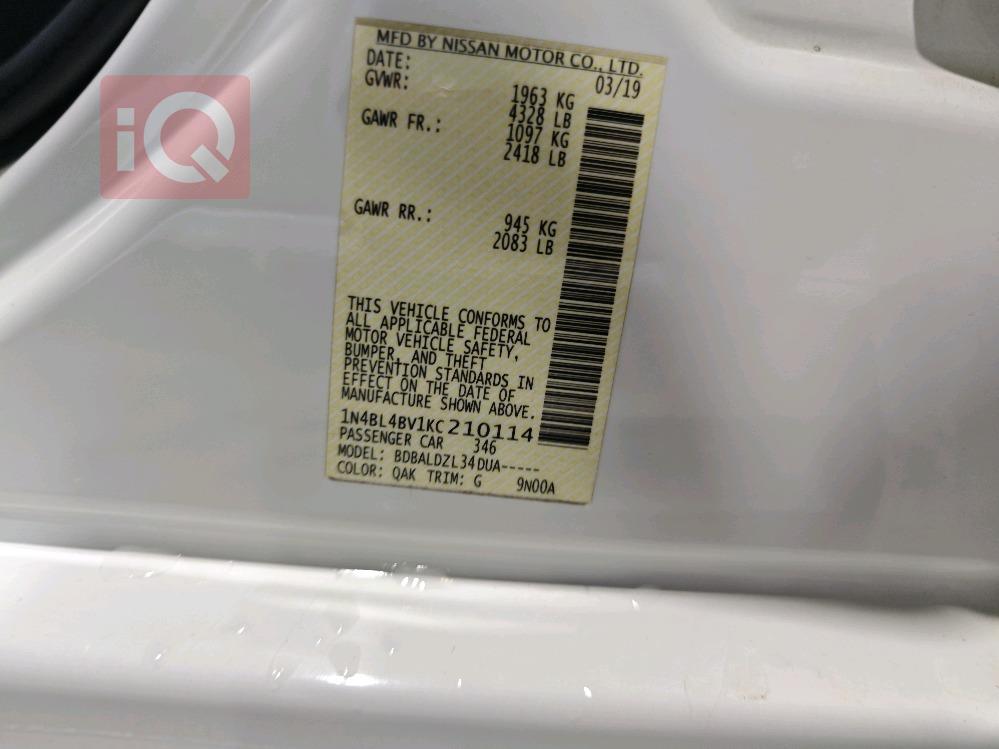 iQ
MFD BY NISSAN MOTOR CO., LTD.
DATE: 03/19
GVWR: 1963 KG
4328 LB
GAWR FR.: 1097 KG
2418 LB
GAWR RR.: 945 KG
2083 LB
THIS VEHICLE CONFORMS TO
ALL APPLICABLE FEDERAL
MOTOR VEHICLE SAFETY,
BUMPER, AND THEFT
PREVENTION STANDARDS IN
EFFECT ON THE DATE OF
MANUFACTURE SHOWN ABOVE.
1N4BL4BV1KC210114
PASSENGER CAR 346
MODEL: BDBALDZL34DUA-----
COLOR: QAK TRIM: G 9N00A